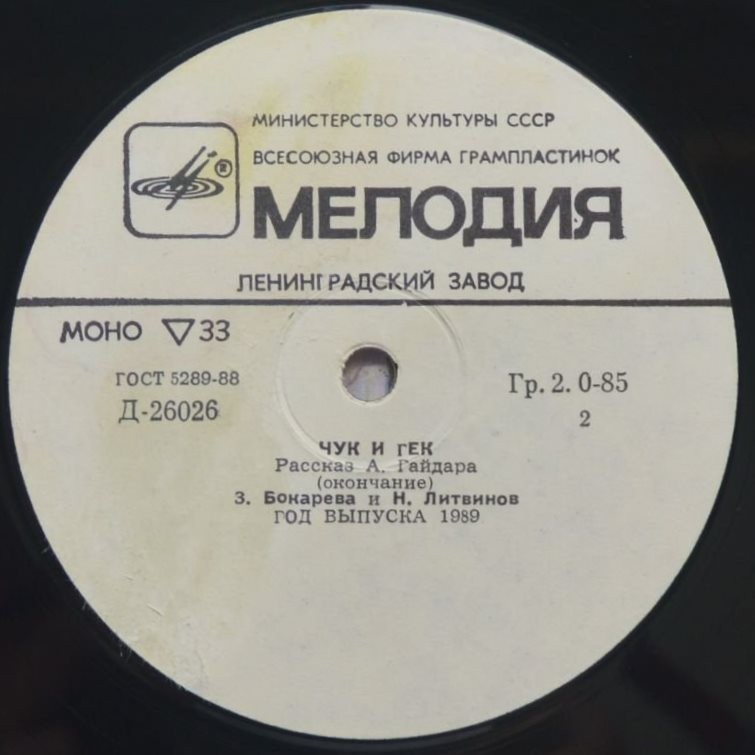 МИНИСТЕРСТВО КУЛЬТУРЫ СССР
ВСЕСОЮЗНАЯ ФИРМА ГРАМПЛАСТИНОК
®
МЕЛОДИЯ
ЛЕНИНГРАДСКИЙ ЗАВОД
МОНО ▽33
ГОСТ 5289-88
Д-26026
Гр. 2. 0-85
2
ЧУК И ГЕК
Рассказ А. Гайдара
(окончание)
З. Бокарева и Н. Литвинов
ГОД ВЫПУСКА 1989